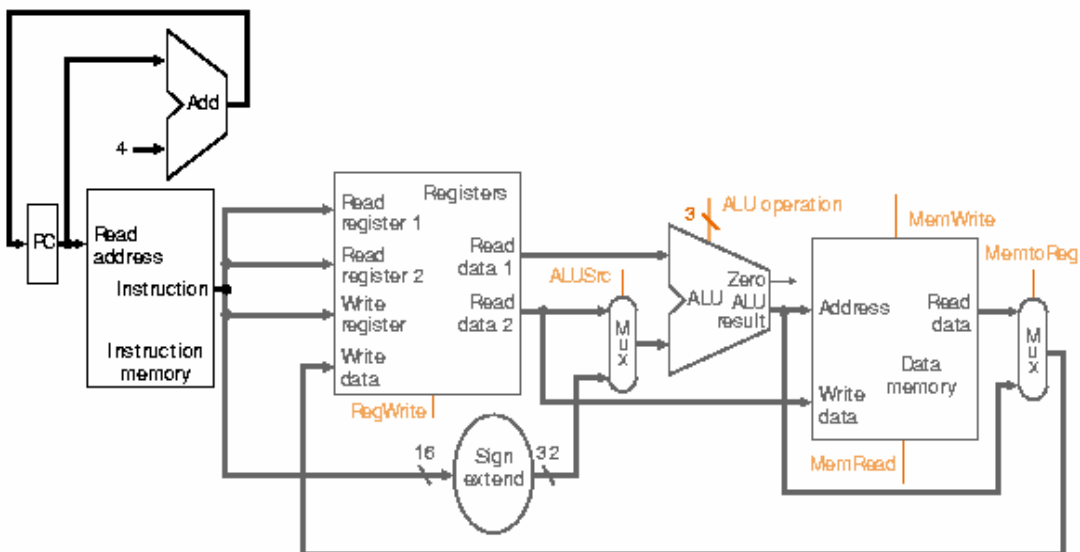 Add
4
PC
Read
address
Instruction
Instruction
memory
Registers
Read
register 1
Read
register 2
Write
register
Write
data
Read
data 1
Read
data 2
RegWrite
16
Sign
extend
32
ALUSrc
Mux
3
ALU operation
Zero
ALU
ALU
result
MemWrite
Address
Read
data
Data
memory
Write
data
MemRead
MemtoReg
Mux